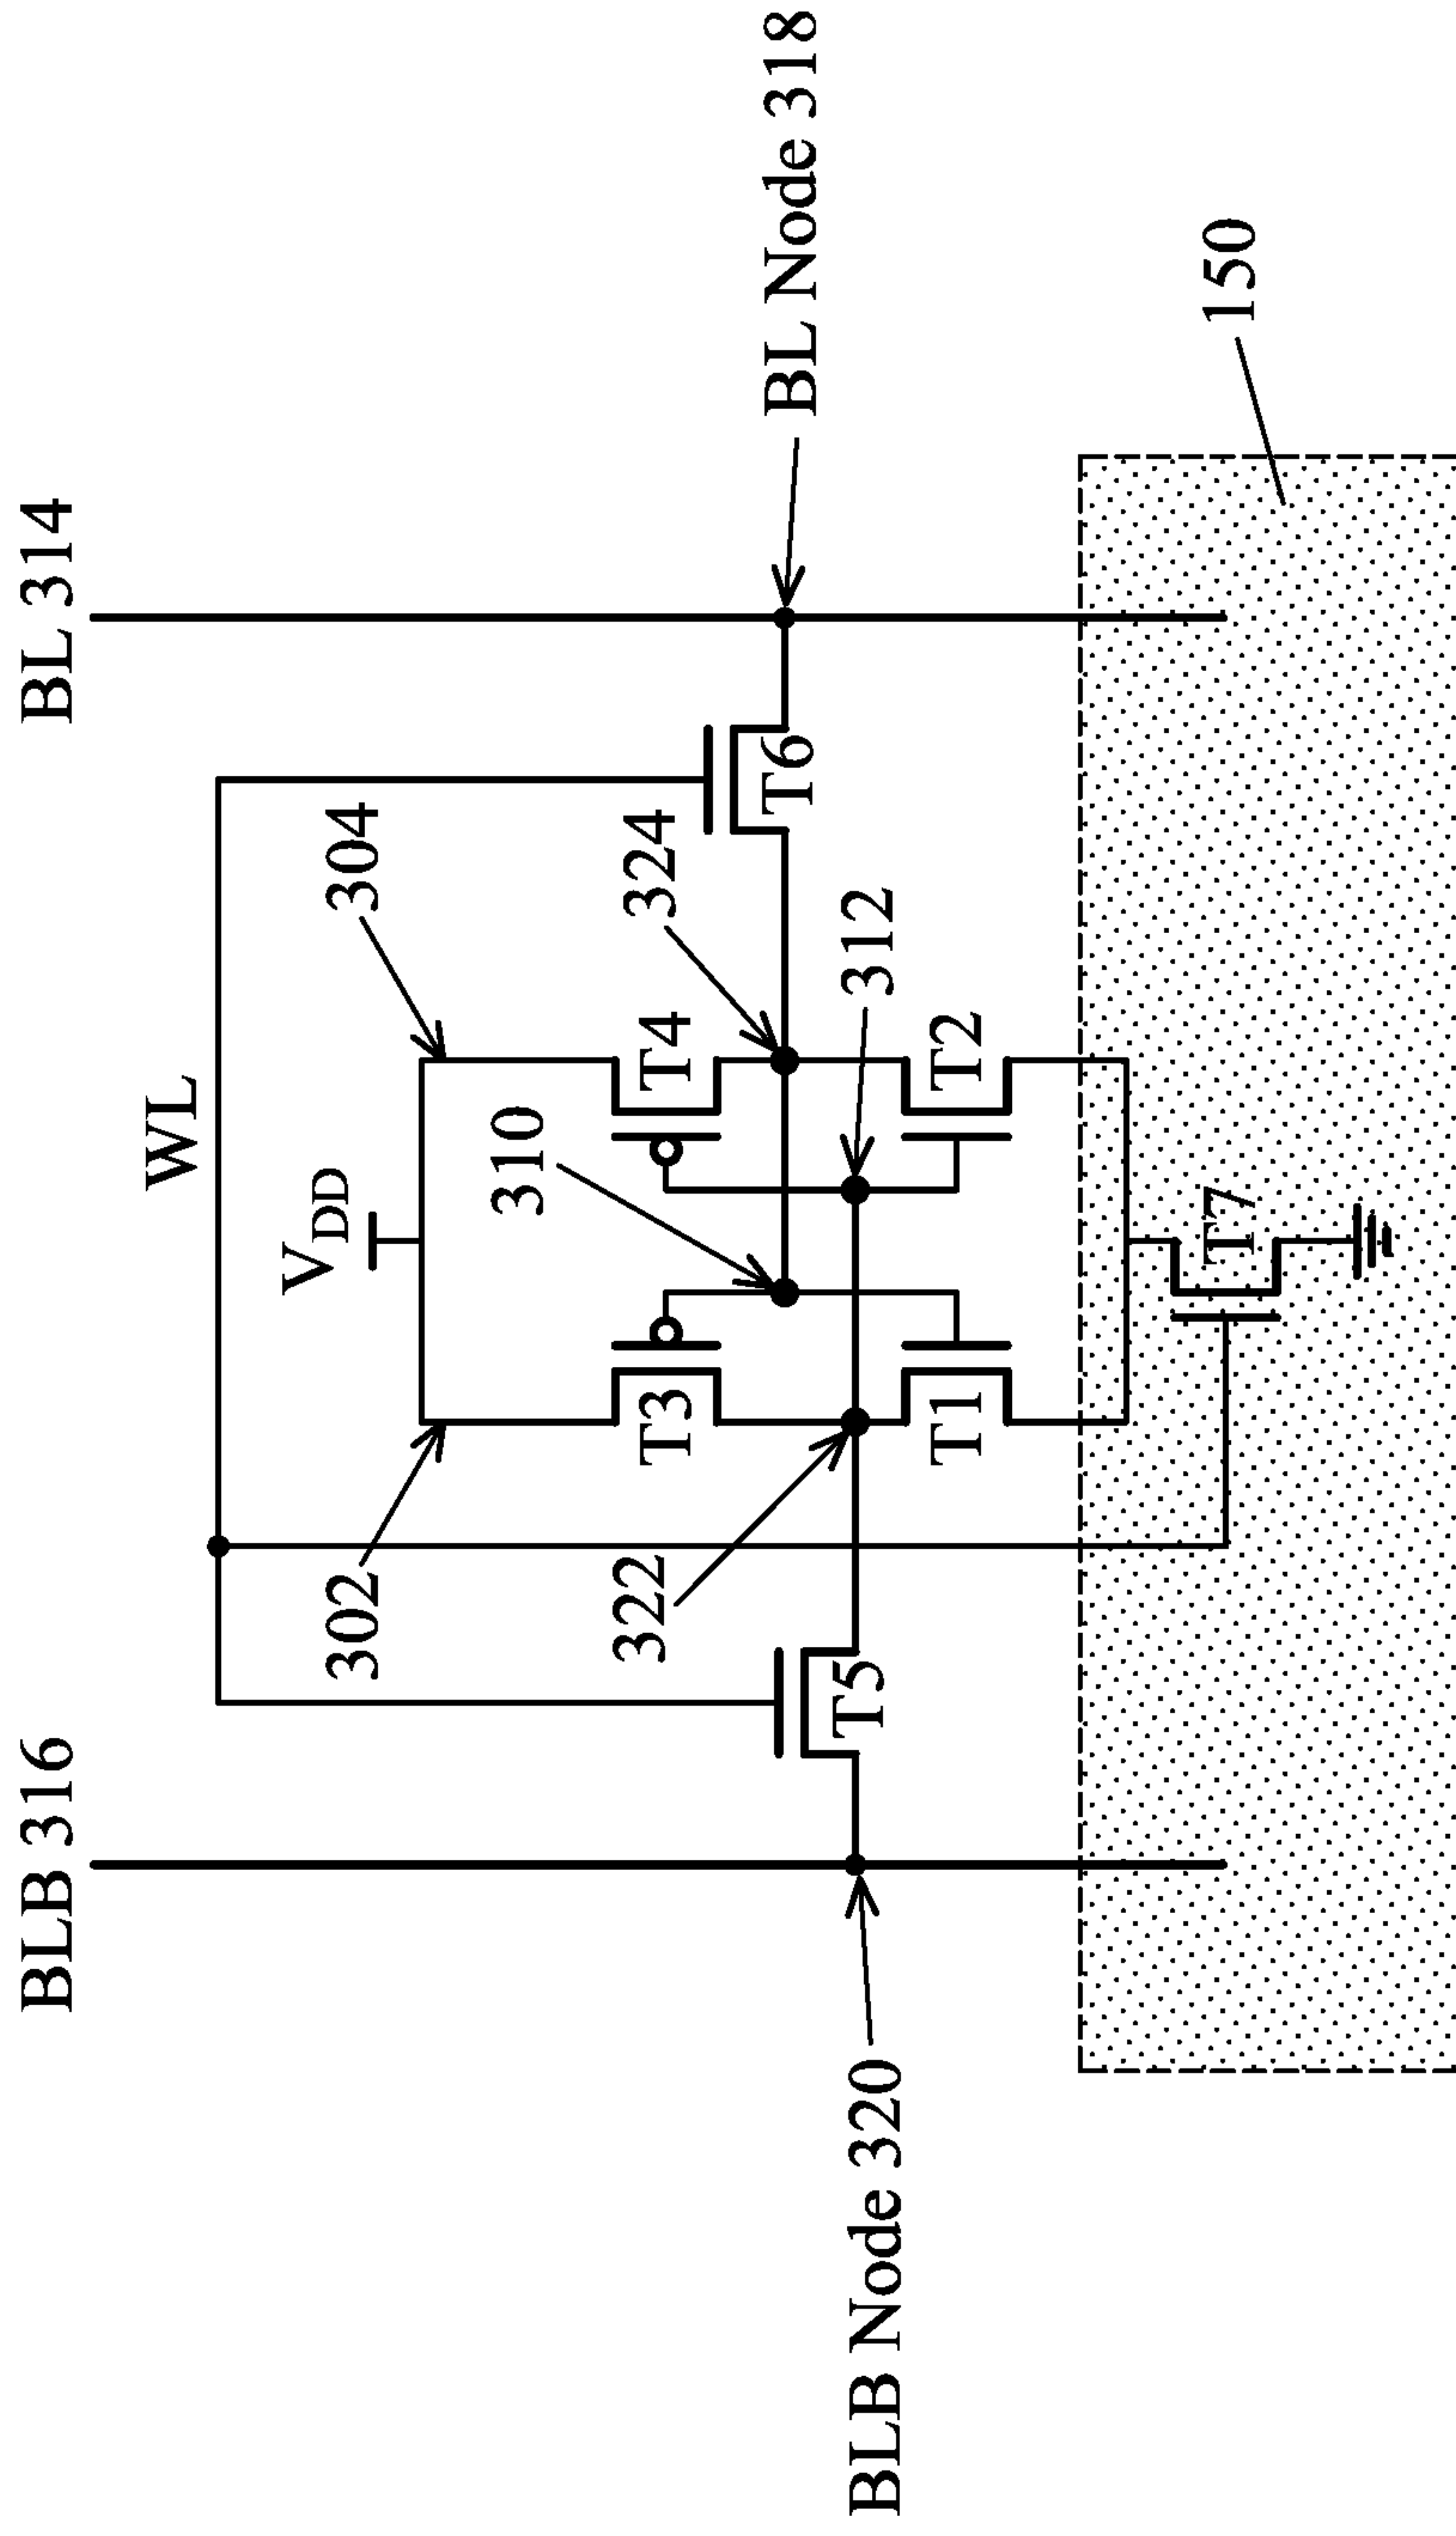 BLB 316
BL 314
WL
V_DD
302
304
T3
T4
310
324
322
T6
BL Node 318
312
T5
BLB Node 320
T1
T2
T7
150